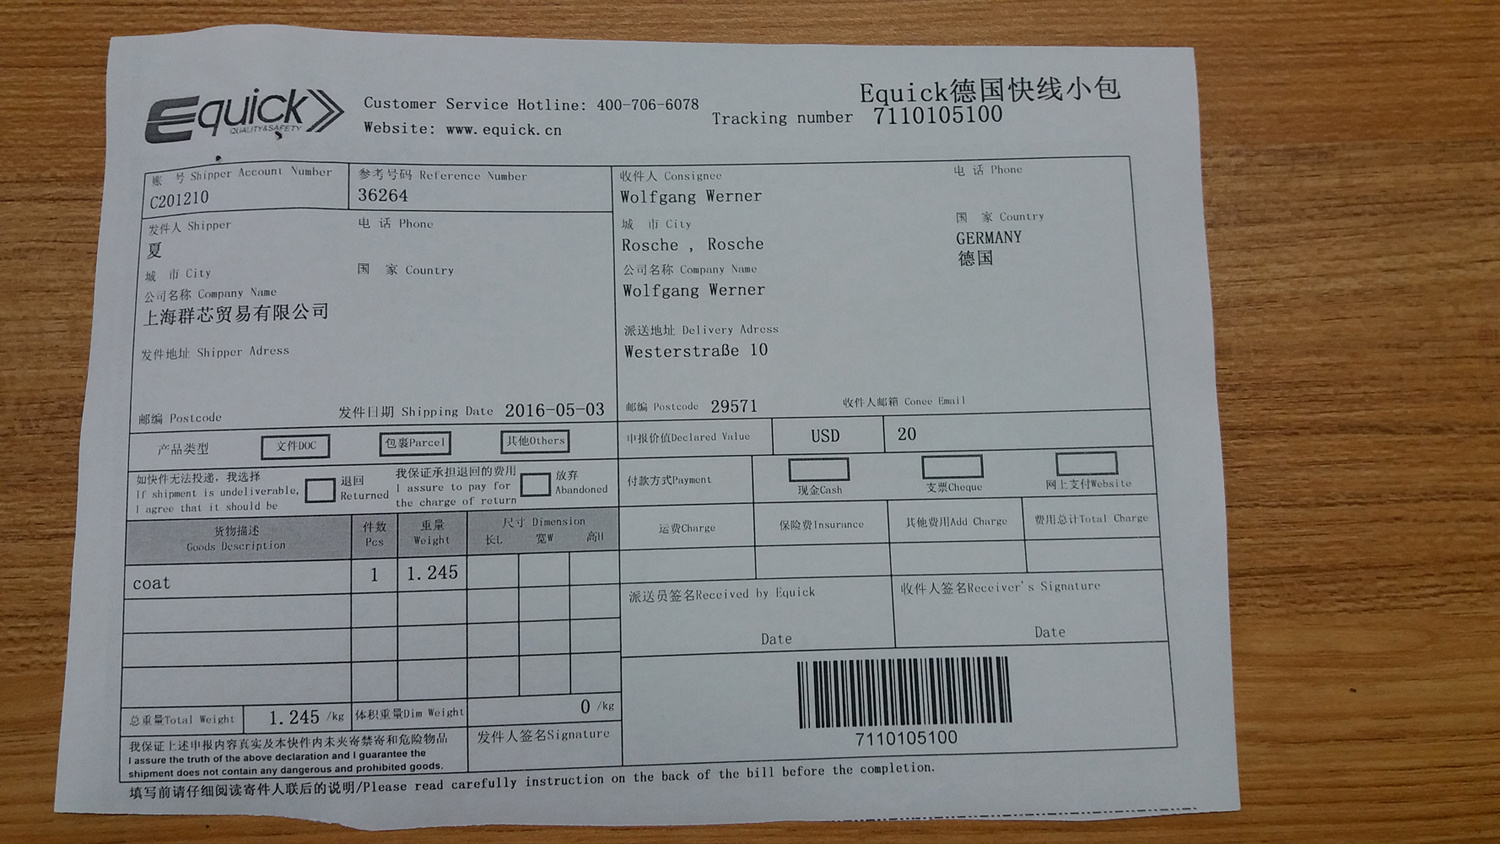 Equick
QUALITY&SAFETY
Customer Service Hotline: 400-706-6078
Website: www.equick.cn
Equick德国快线小包
Tracking number 7110105100
账 号 Shipper Account Number
C201210
参考号码 Reference Number
36264
发件人 Shipper
夏
电 话 Phone
城 市 City
国 家 Country
公司名称 Company Name
上海群芯贸易有限公司
发件地址 Shipper Adress
邮编 Postcode
发件日期 Shipping Date 2016-05-03
收件人 Consignee
Wolfgang Werner
电 话 Phone
城 市 City
Rosche , Rosche
国 家 Country
GERMANY
德国
公司名称 Company Name
Wolfgang Werner
派送地址 Delivery Adress
Westerstraße 10
邮编 Postcode 29571
收件人邮箱 Conee Email
产品类型 文件DOC 包裹Parcel 其他Others
申报价值Declared Value USD 20
如快件无法投递，我选择
If shipment is undeliverable,
I agree that it should be
退回
Returned
我保证承担退回的费用
I assure to pay for
the charge of return
放弃
Abandoned
付款方式Payment 现金Cash 支票Cheque 网上支付Website
货物描述
Goods Description
件数
Pcs
重量
Weight
尺寸 Dimension
长L 宽W 高H
运费Charge 保险费Insurance 其他费用Add Charge 费用总计Total Charge
coat 1 1.245
派送员签名Received by Equick
Date
收件人签名Receiver's Signature
Date
总重量Total Weight 1.245 /kg 体积重量Dim Weight 0 /kg
7110105100
我保证上述申报内容真实及本快件内未夹寄禁寄和危险物品
I assure the truth of the above declaration and I guarantee the
shipment does not contain any dangerous and prohibited goods.
发件人签名Signature
填写前请仔细阅读寄件人联后的说明/Please read carefully instruction on the back of the bill before the completion.